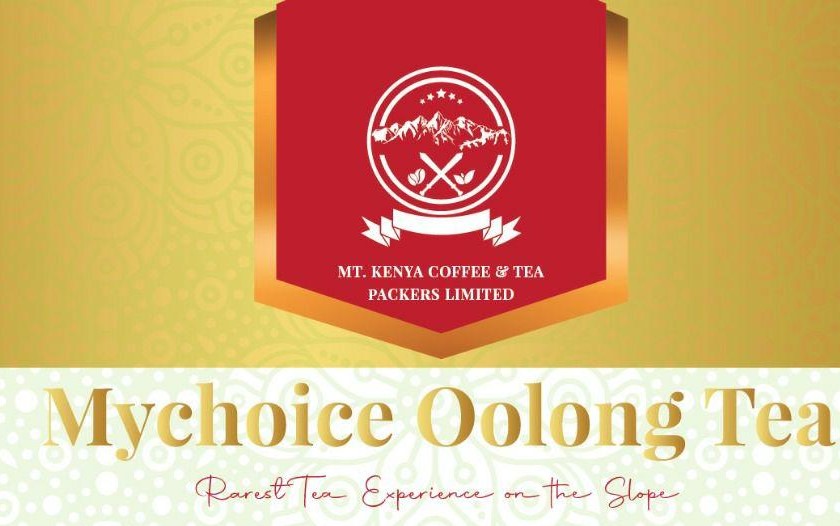 MT. KENYA COFFEE & TEA
PACKERS LIMITED
Mychoice Oolong Tea
Rarest Tea Experience on the Slope